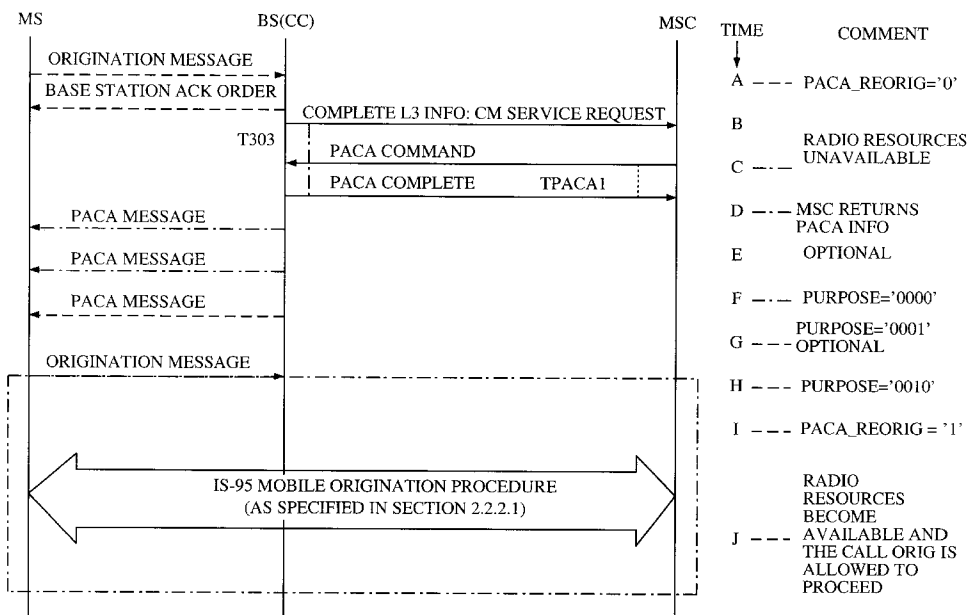 MS
BS(CC)
MSC
TIME
COMMENT
ORIGINATION MESSAGE
A
PACA_REORIG='0'
BASE STATION ACK ORDER
COMPLETE L3 INFO: CM SERVICE REQUEST
B
T303
RADIO RESOURCES
UNAVAILABLE
PACA COMMAND
C
PACA COMPLETE
TPACA1
PACA MESSAGE
D
MSC RETURNS
PACA INFO
E
OPTIONAL
PACA MESSAGE
PACA MESSAGE
F
PURPOSE='0000'
G
PURPOSE='0001'
OPTIONAL
ORIGINATION MESSAGE
H
PURPOSE='0010'
I
PACA_REORIG = '1'
IS-95 MOBILE ORIGINATION PROCEDURE
(AS SPECIFIED IN SECTION 2.2.2.1)
J
RADIO
RESOURCES
BECOME
AVAILABLE AND
THE CALL ORIG IS
ALLOWED TO
PROCEED